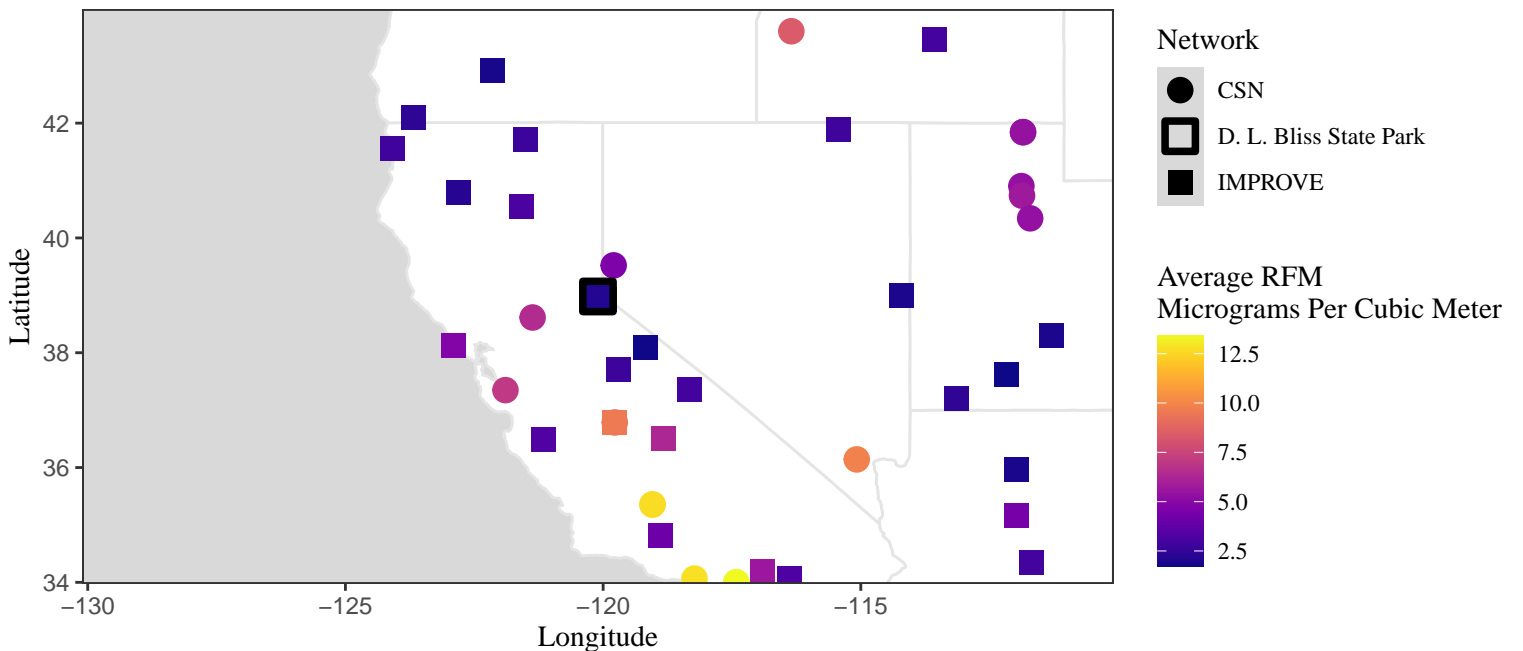 42
40
38
36
34
Latitude
−130
−125
−120
−115
Longitude
Network
CSN
D. L. Bliss State Park
IMPROVE
Average RFM
Micrograms Per Cubic Meter
12.5
10.0
7.5
5.0
2.5